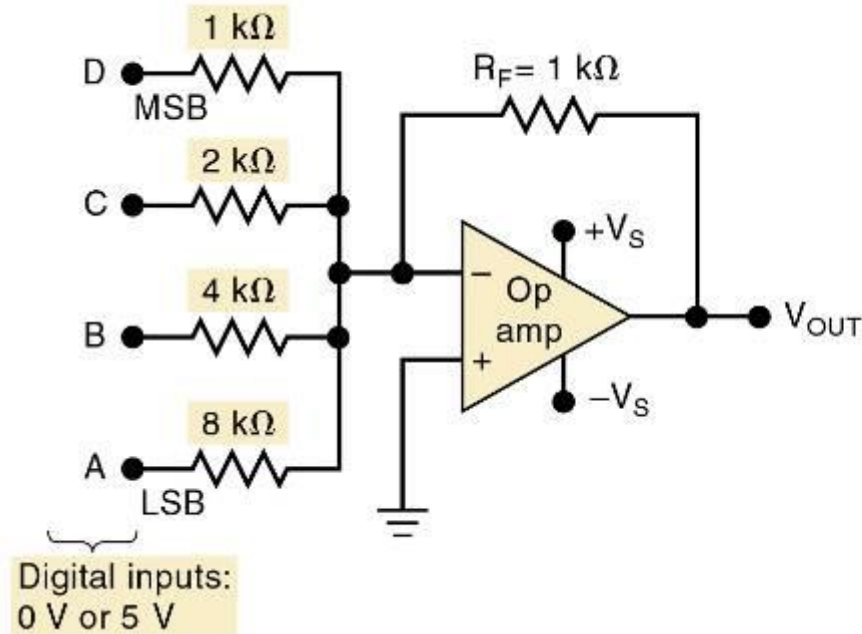 1 kΩ
D
MSB
R_F= 1 kΩ
2 kΩ
C
+V_S
−
Op
amp
+
V_OUT
4 kΩ
B
−V_S
8 kΩ
A
LSB
Digital inputs:
0 V or 5 V